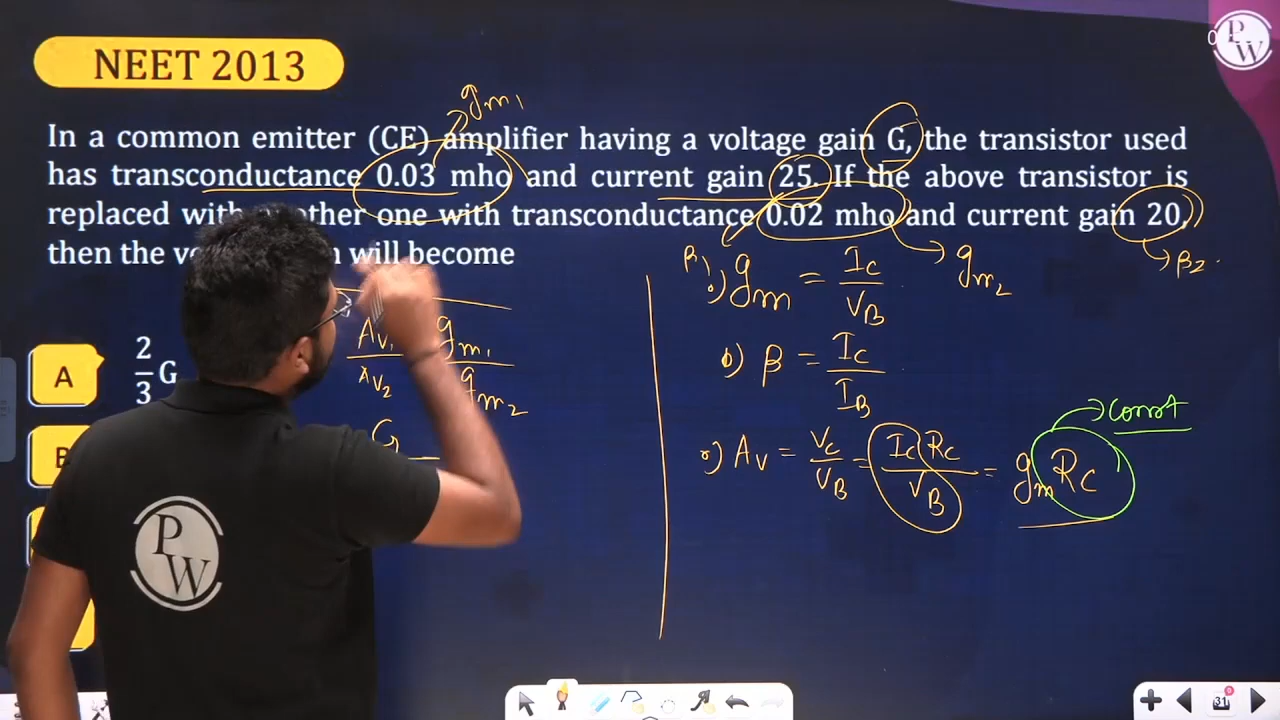 NEET 2013
PW
gm1
In a common emitter (CE) amplifier having a voltage gain G, the transistor used
has transconductance 0.03 mho and current gain 25. If the above transistor is
replaced with another one with transconductance 0.02 mho and current gain 20,
then the will become
β1
a) gm = Ic / VB
gm2
β2
A
2/3 G
Av1 / Av2
gm1 / gm2
b) β = Ic / IB
B
G
c) Av = Vc / VB = Ic Rc / VB = gm Rc
const
PW
31